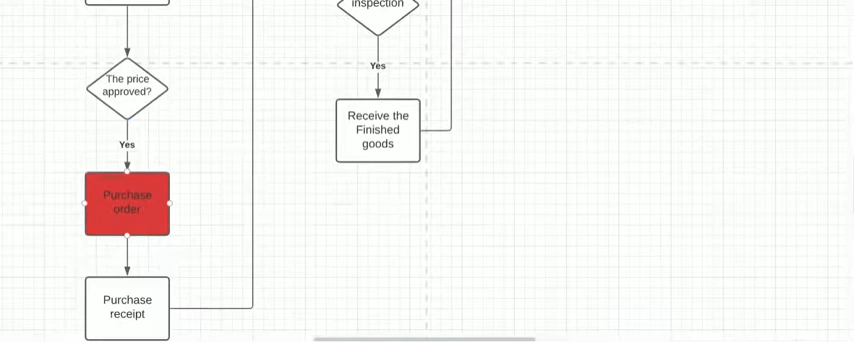 inspection
Yes
Receive the
Finished
goods
The price
approved?
Yes
Purchase
order
Purchase
receipt